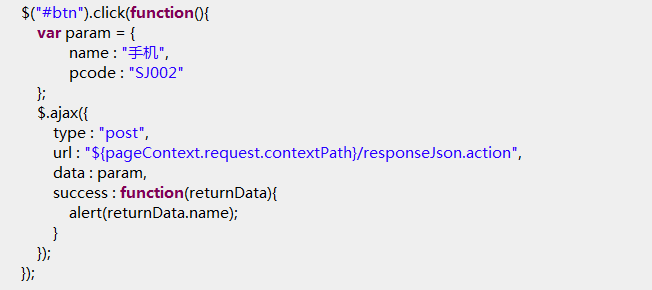 $("#btn").click(function(){
var param = {
name : "手机",
pcode : "SJ002"
};
$.ajax({
type : "post",
url : "${pageContext.request.contextPath}/responseJson.action",
data : param,
success : function(returnData){
alert(returnData.name);
}
});
});